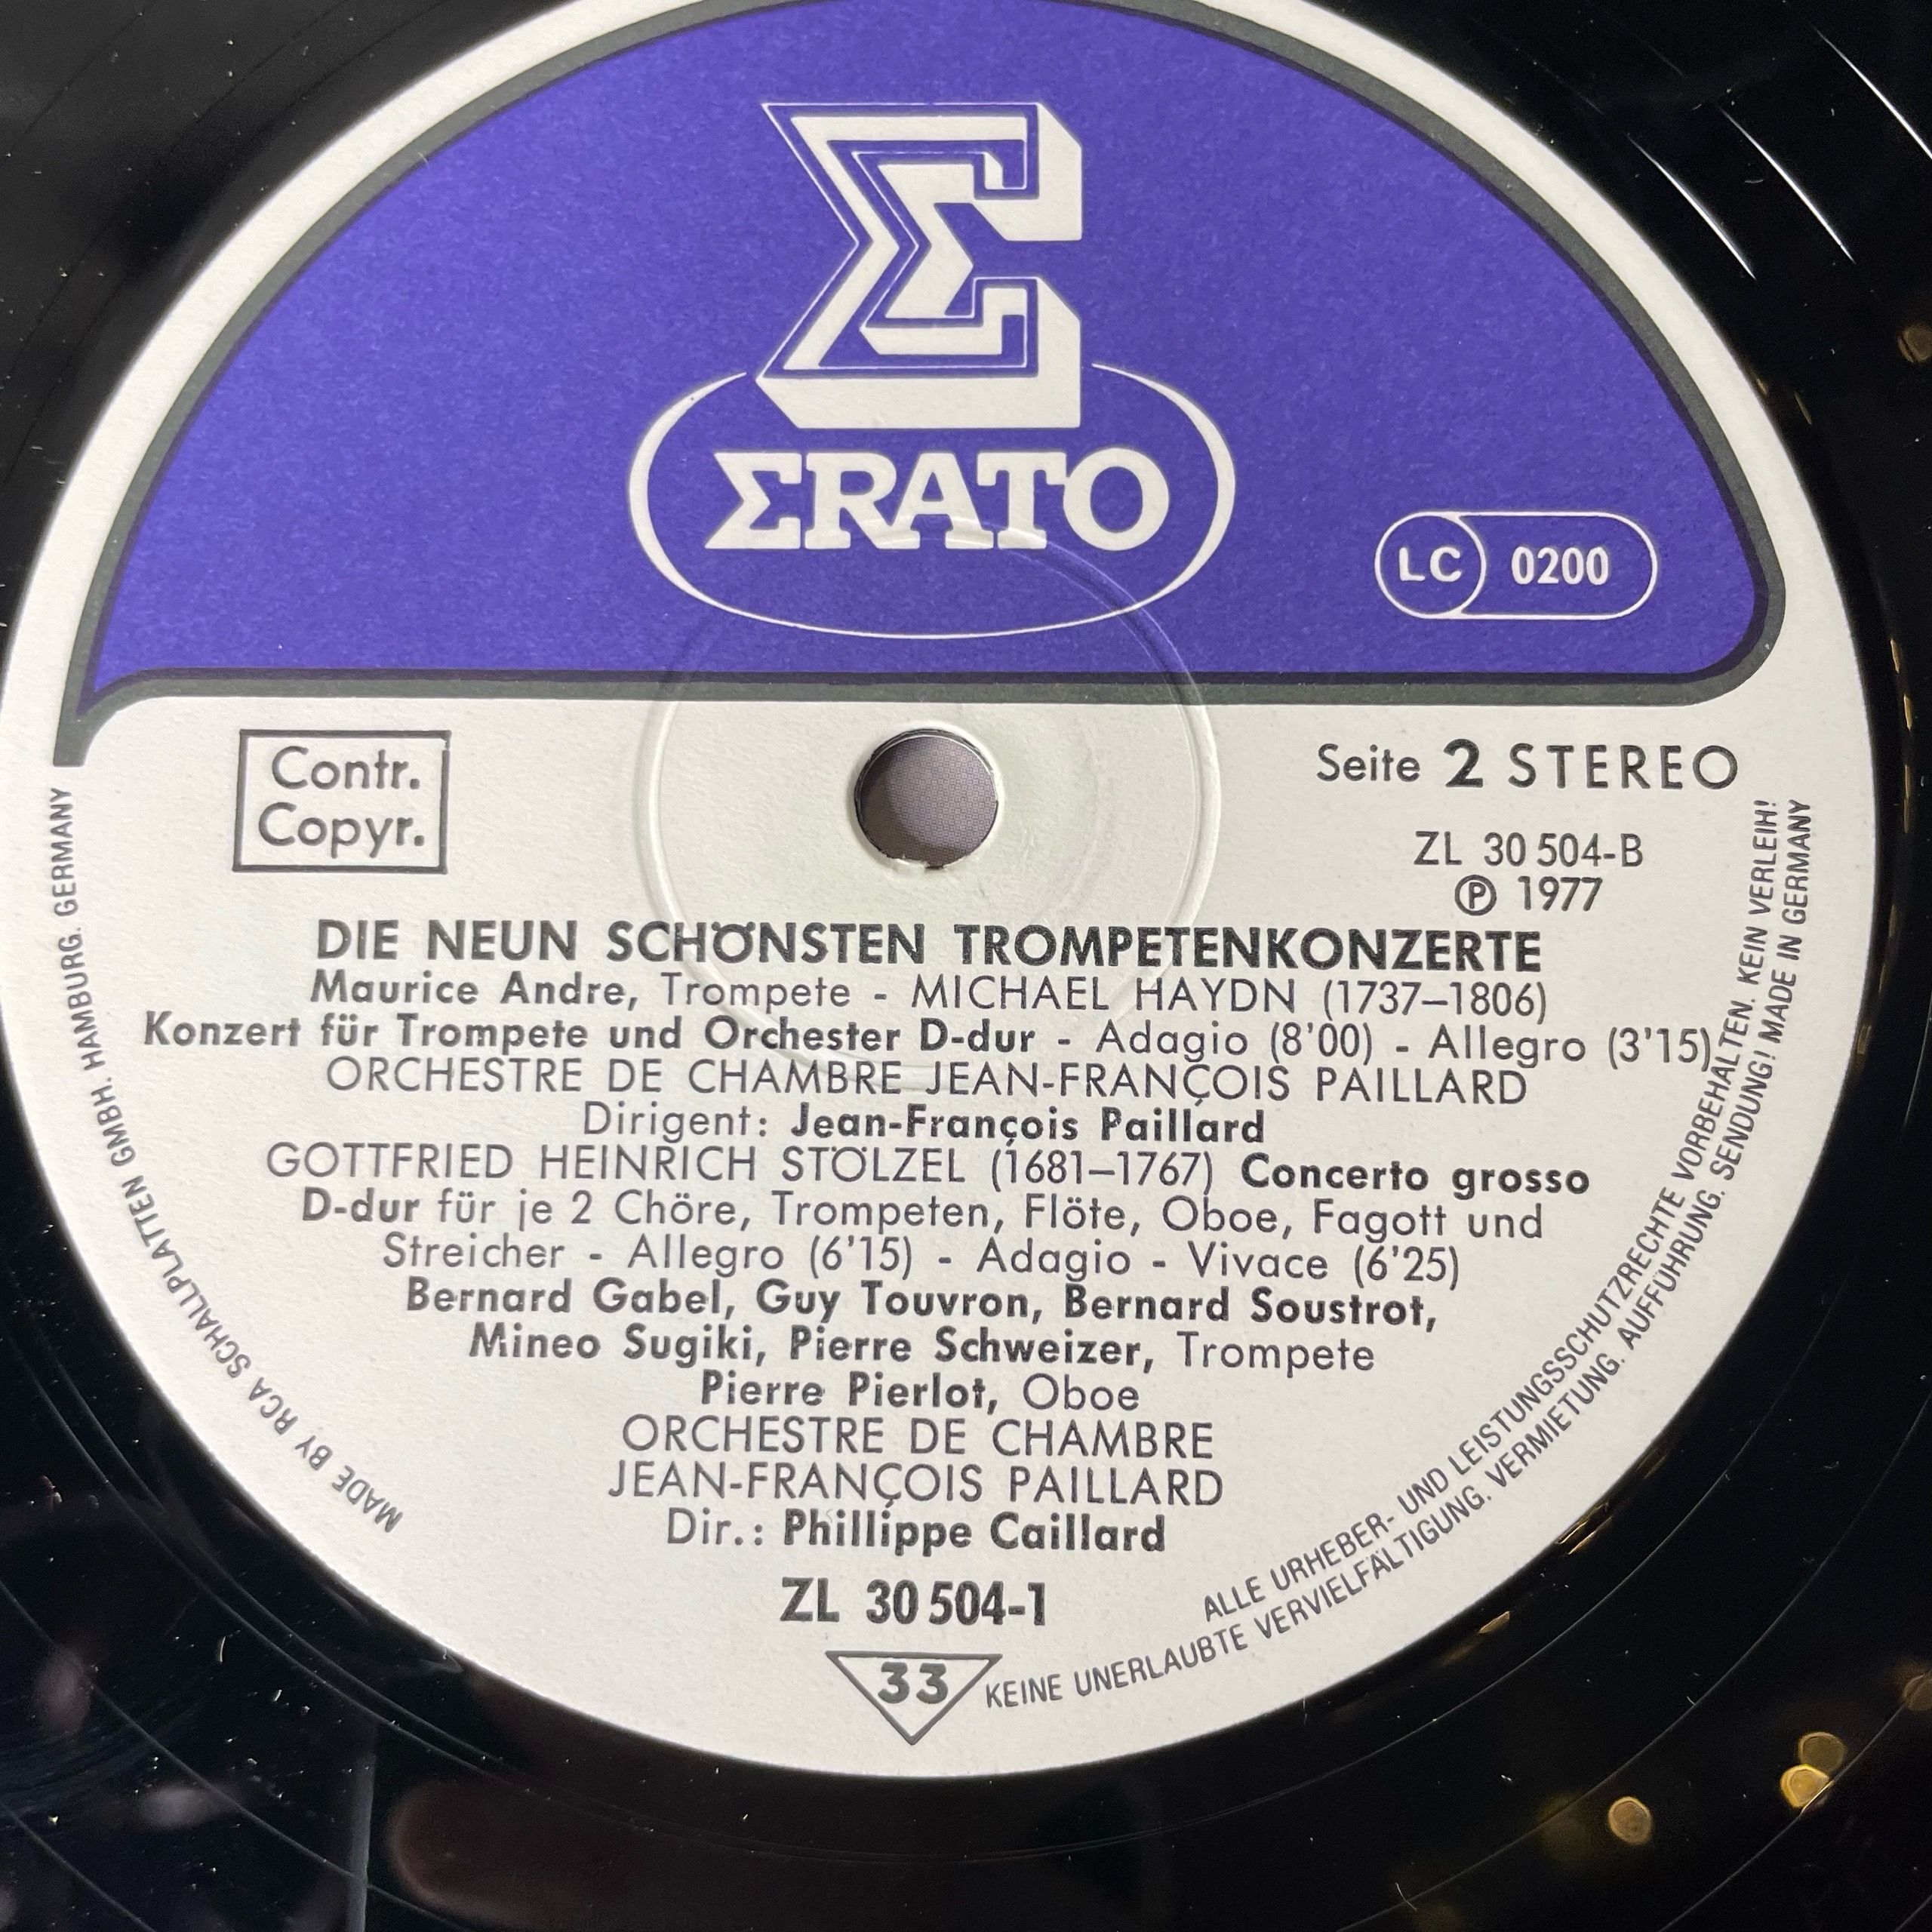 Σ
ΣRATO
LC 0200
Contr.
Copyr.
Seite 2 STEREO
ZL 30 504-B
℗ 1977
DIE NEUN SCHÖNSTEN TROMPETENKONZERTE
Maurice Andre, Trompete - MICHAEL HAYDN (1737–1806)
Konzert für Trompete und Orchester D-dur - Adagio (8'00) - Allegro (3'15)
ORCHESTRE DE CHAMBRE JEAN-FRANÇOIS PAILLARD
Dirigent: Jean-François Paillard
GOTTFRIED HEINRICH STÖLZEL (1681–1767) Concerto grosso
D-dur für je 2 Chöre, Trompeten, Flöte, Oboe, Fagott und
Streicher - Allegro (6'15) - Adagio - Vivace (6'25)
Bernard Gabel, Guy Touvron, Bernard Soustrot,
Mineo Sugiki, Pierre Schweizer, Trompete
Pierre Pierlot, Oboe
ORCHESTRE DE CHAMBRE
JEAN-FRANÇOIS PAILLARD
Dir.: Phillippe Caillard
ZL 30 504-1
33
MADE BY RCA SCHALLPLATTEN GMBH. HAMBURG. GERMANY
ALLE URHEBER- UND LEISTUNGSSCHUTZRECHTE VORBEHALTEN. KEIN VERLEIH!
KEINE UNERLAUBTE VERVIELFÄLTIGUNG. VERMIETUNG. AUFFÜHRUNG. SENDUNG! MADE IN GERMANY